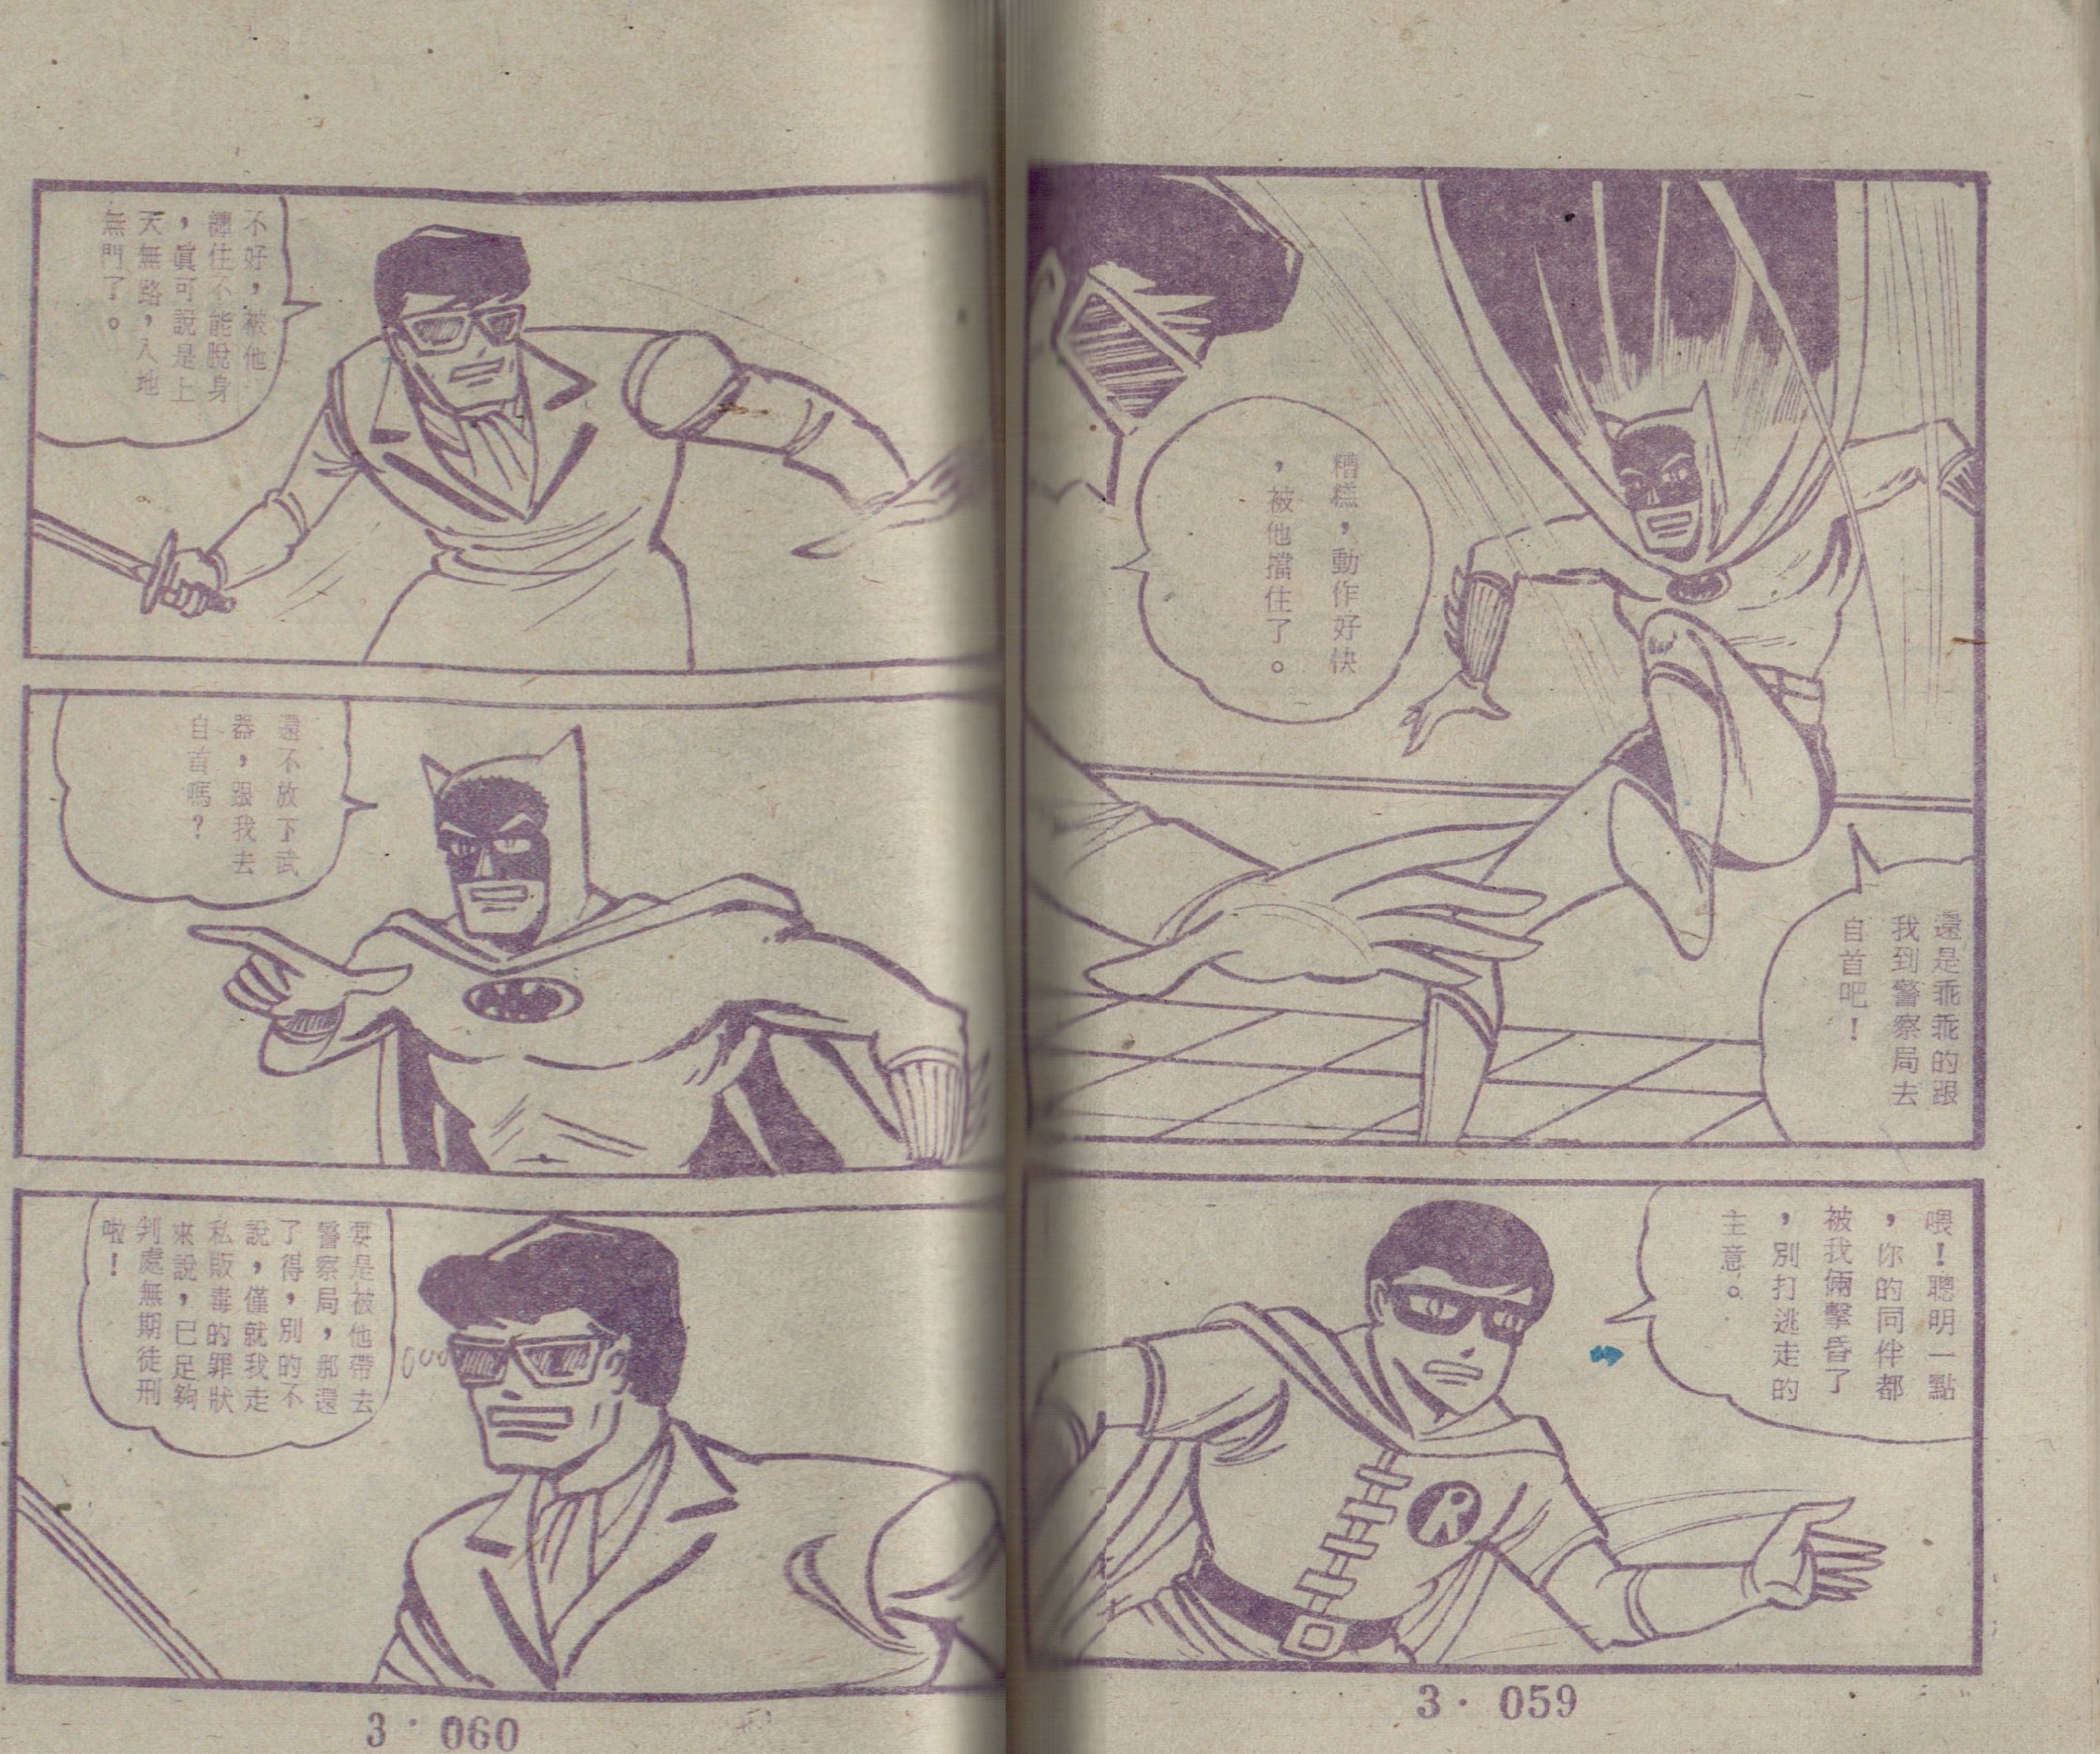 糟糕，動作好快
，被他擋住了。
還是乖乖的跟
我到警察局去
自首吧！
喂！聰明一點
，你的同伴都
被我倆擊昏了
，別打逃走的
主意。
R
3·059
不好，被他
纏住不能脫身
，眞可說是上
天無路，入地
無門了。
還不放下武
器，跟我去
自首嗎？
要是被他帶去
警察局，那還
了得，別的不
說，僅就我走
私販毒的罪狀
來說，已足夠
判處無期徒刑
啦！
3·060